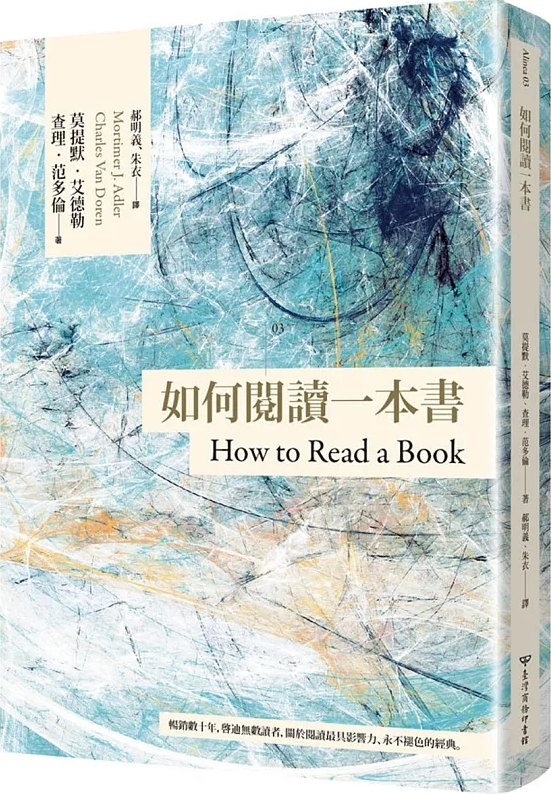 莫提默・艾德勒
查理・范多倫——著
Mortimer J. Adler
Charles Van Doren
郝明義、朱衣——譯
03
如何閱讀一本書
How to Read a Book
暢銷數十年，啓迪無數讀者，關於閱讀最具影響力、永不褪色的經典。
Alinea 03
如何閱讀一本書
莫提默・艾德勒、查理・范多倫——著 郝明義、朱衣——譯
臺灣商務印書館